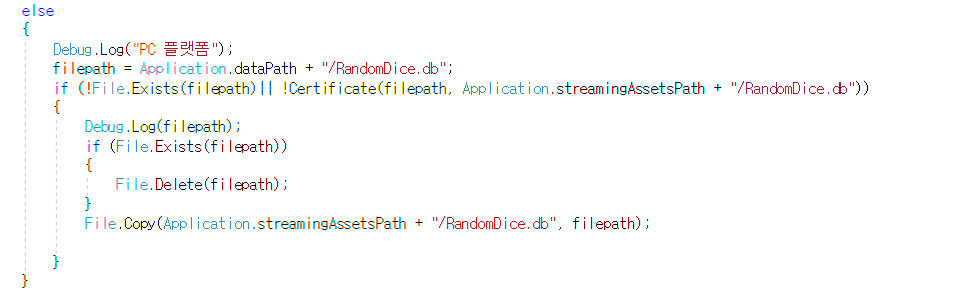 else
{
Debug.Log("PC 플랫폼");
filepath = Application.dataPath + "/RandomDice.db";
if (!File.Exists(filepath)|| !Certificate(filepath, Application.streamingAssetsPath + "/RandomDice.db"))
{
Debug.Log(filepath);
if (File.Exists(filepath))
{
File.Delete(filepath);
}
File.Copy(Application.streamingAssetsPath + "/RandomDice.db", filepath);
}
}